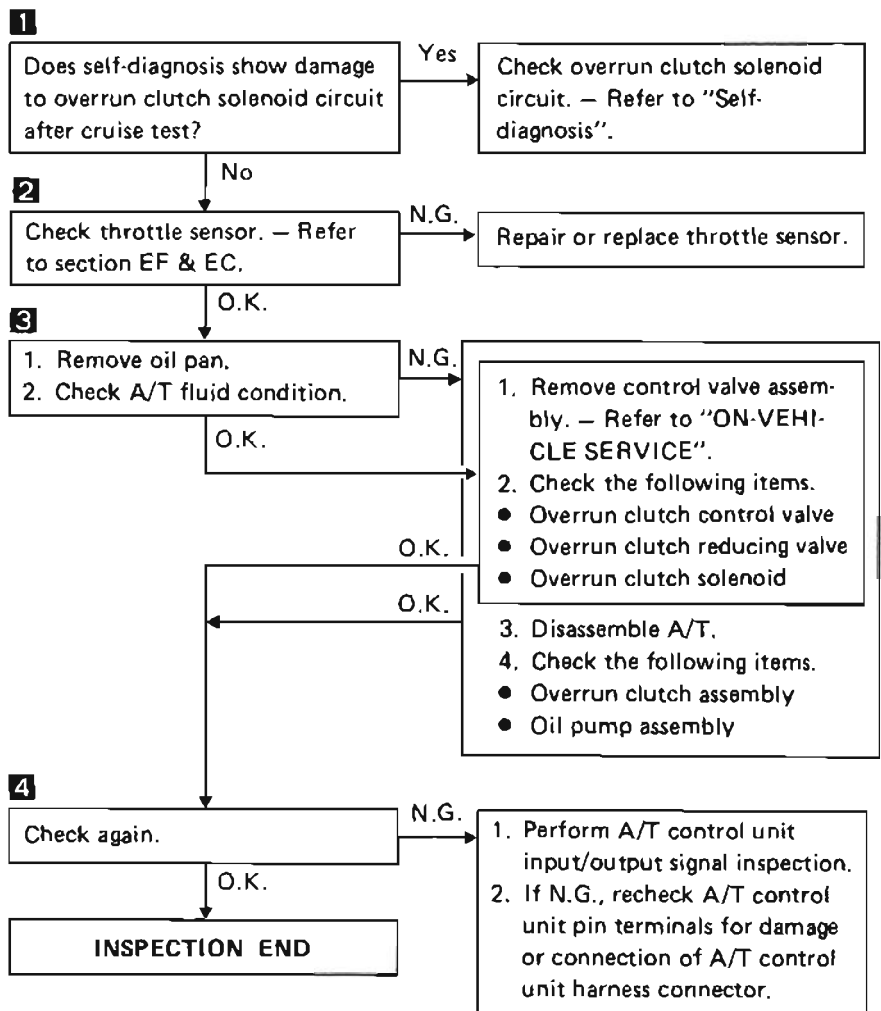 1
Does self-diagnosis show damage
to overrun clutch solenoid circuit
after cruise test?
Yes
Check overrun clutch solenoid
circuit. — Refer to "Self-
diagnosis".
No
2
Check throttle sensor. — Refer
to section EF & EC.
N.G.
Repair or replace throttle sensor.
O.K.
3
1. Remove oil pan.
2. Check A/T fluid condition.
N.G.
O.K.
1. Remove control valve assem-
bly. — Refer to "ON-VEHI-
CLE SERVICE".
2. Check the following items.
● Overrun clutch control valve
● Overrun clutch reducing valve
● Overrun clutch solenoid
O.K.
O.K.
3. Disassemble A/T.
4. Check the following items.
● Overrun clutch assembly
● Oil pump assembly
4
Check again.
N.G.
1. Perform A/T control unit
input/output signal inspection.
2. If N.G., recheck A/T control
unit pin terminals for damage
or connection of A/T control
unit harness connector.
O.K.
INSPECTION END